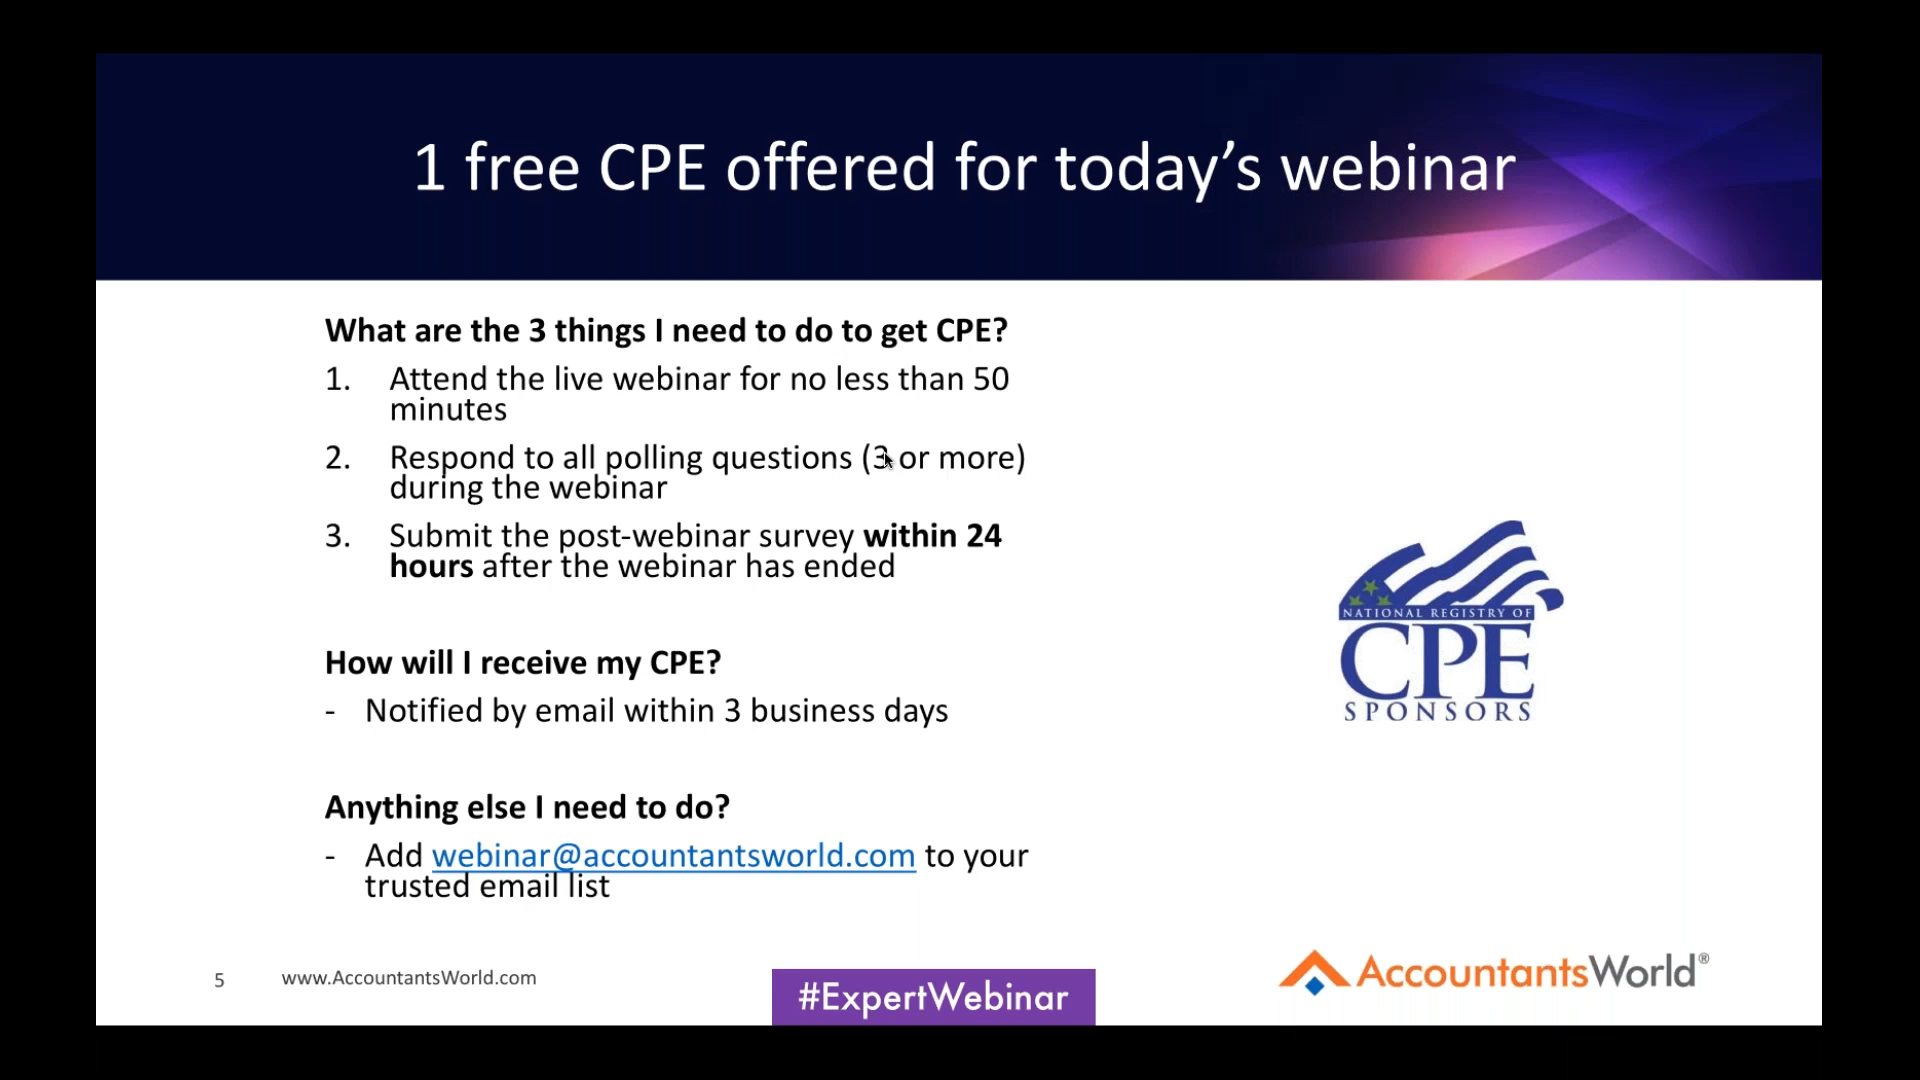 1 free CPE offered for today’s webinar
What are the 3 things I need to do to get CPE?
1. Attend the live webinar for no less than 50
minutes
2. Respond to all polling questions (3 or more)
during the webinar
3. Submit the post-webinar survey within 24
hours after the webinar has ended
How will I receive my CPE?
- Notified by email within 3 business days
Anything else I need to do?
- Add webinar@accountantsworld.com to your
trusted email list
NATIONAL REGISTRY OF
CPE
SPONSORS
5 www.AccountantsWorld.com
#ExpertWebinar
AccountantsWorld®